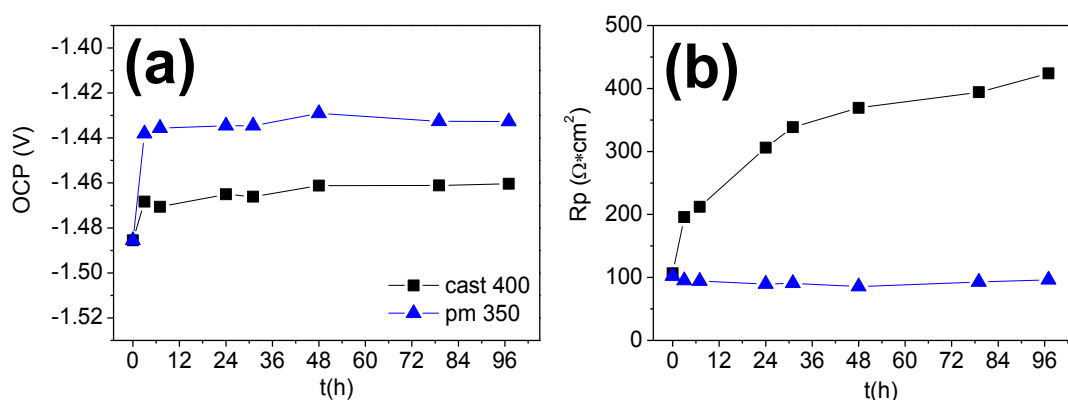 (a)
OCP (V)
-1.40
-1.42
-1.44
-1.46
-1.48
-1.50
-1.52
0 12 24 36 48 60 72 84 96
t(h)
cast 400
pm 350
(b)
Rp (Ω*cm²)
500
400
300
200
100
0
0 12 24 36 48 60 72 84 96
t(h)